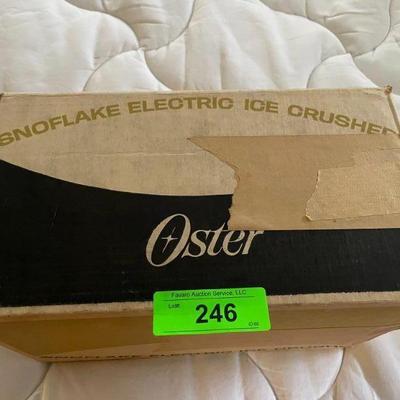 SNOFLAKE ELECTRIC ICE CRUSHER
Oster
Favaro Auction Service, LLC
Lot#
246